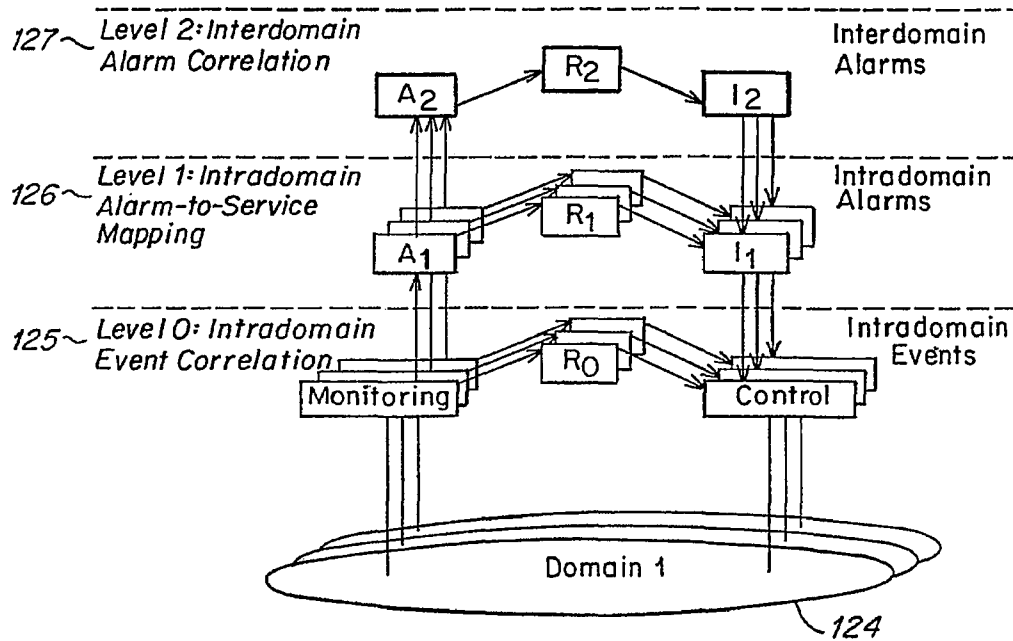 127 Level 2: Interdomain
Alarm Correlation
Interdomain
Alarms
A2
R2
I2
126 Level 1: Intradomain
Alarm-to-Service
Mapping
Intradomain
Alarms
A1
R1
I1
125 Level 0: Intradomain
Event Correlation
Intradomain
Events
Monitoring
R0
Control
Domain 1
124